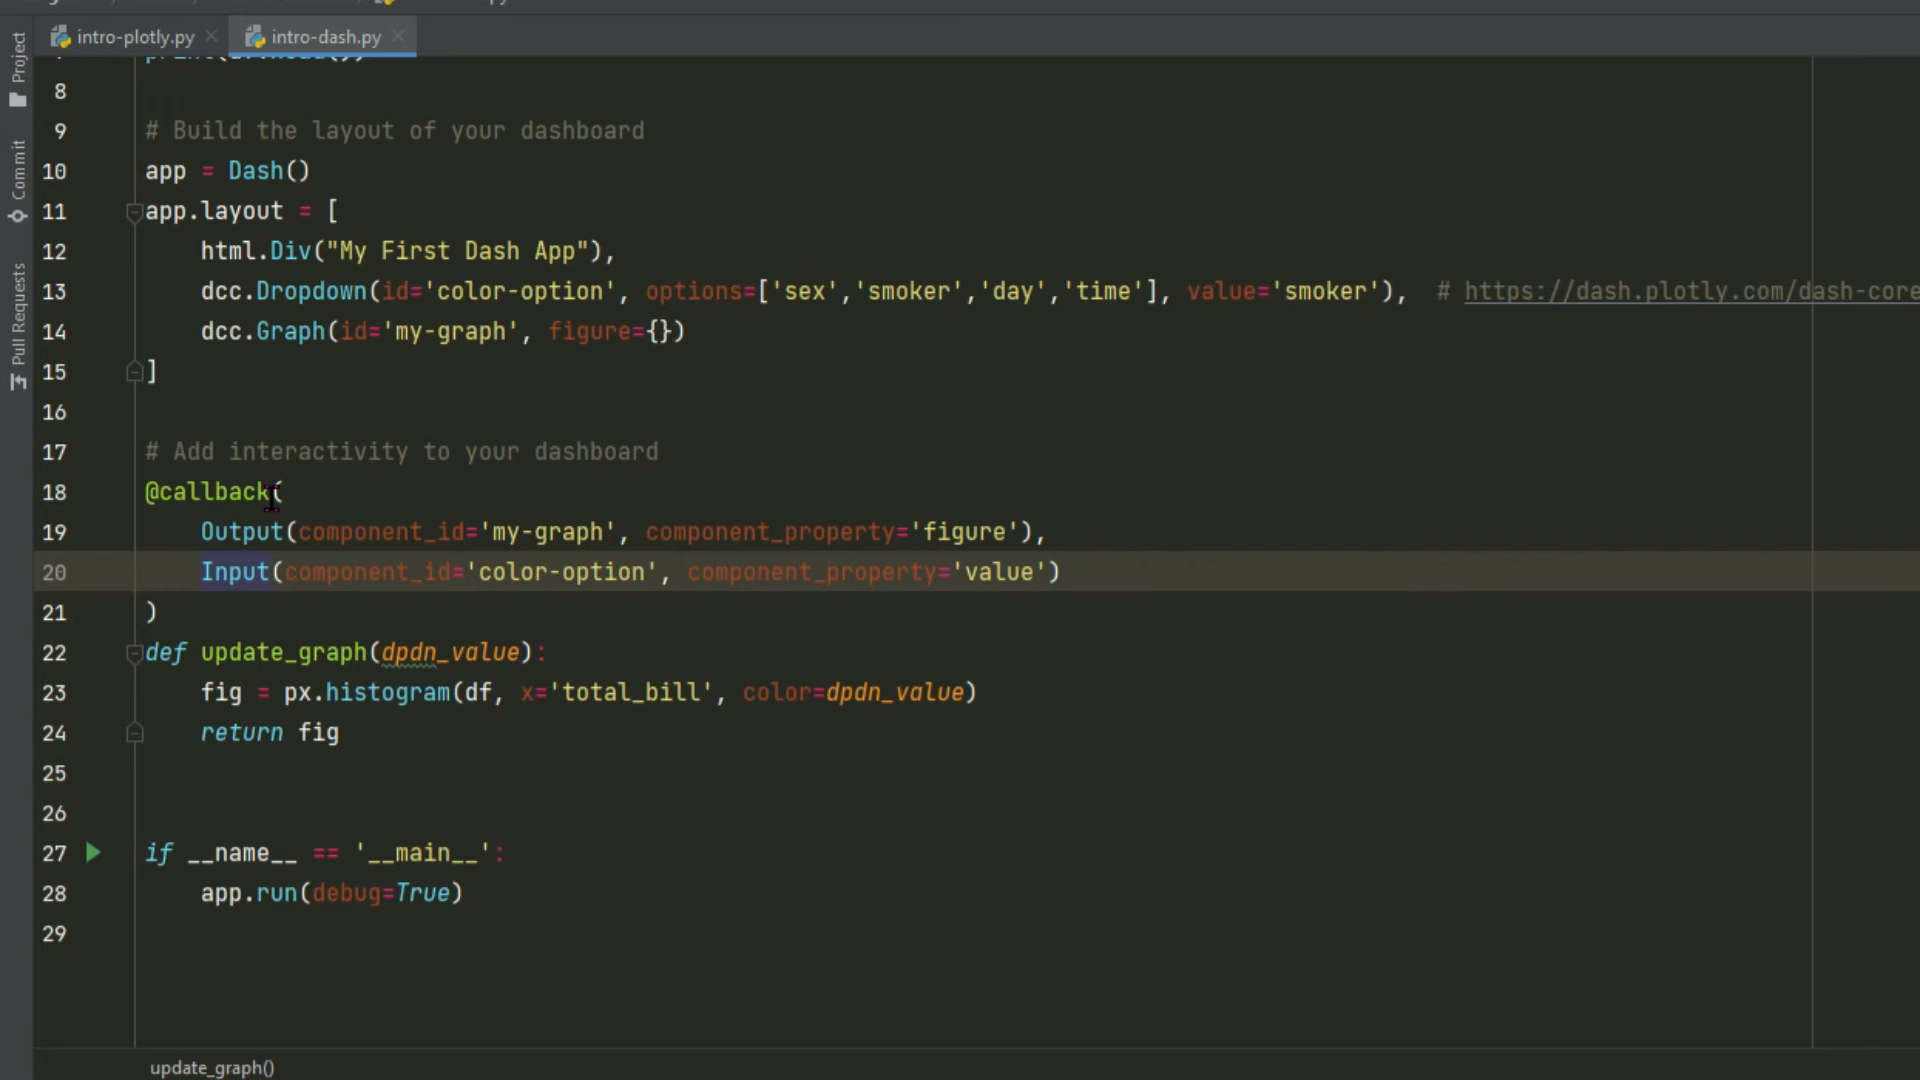 intro-plotly.py
intro-dash.py
Project
Commit
Pull Requests
8
9 # Build the layout of your dashboard
10 app = Dash()
11 app.layout = [
12 html.Div("My First Dash App"),
13 dcc.Dropdown(id='color-option', options=['sex','smoker','day','time'], value='smoker'), # https://dash.plotly.com/dash-core
14 dcc.Graph(id='my-graph', figure={})
15 ]
16
17 # Add interactivity to your dashboard
18 @callback(
19 Output(component_id='my-graph', component_property='figure'),
20 Input(component_id='color-option', component_property='value')
21 )
22 def update_graph(dpdn_value):
23 fig = px.histogram(df, x='total_bill', color=dpdn_value)
24 return fig
25
26
27 if __name__ == '__main__':
28 app.run(debug=True)
29
update_graph()